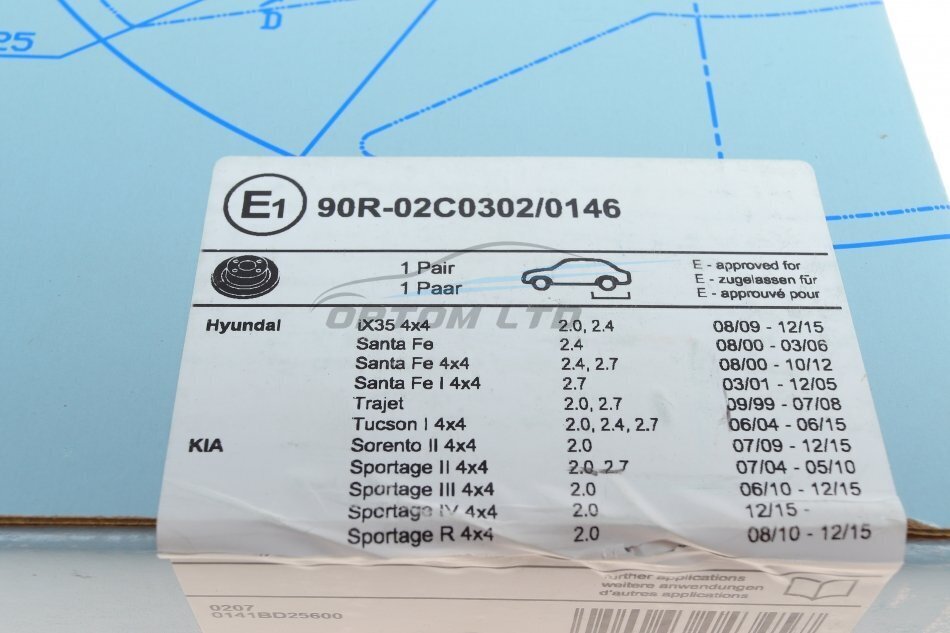 25
D
E1 90R-02C0302/0146
1 Pair
1 Paar
E - approved for
E - zugelassen für
E - approuvé pour
OPTOM LTD
Hyundai iX35 4x4 2.0, 2.4 08/09 - 12/15
Santa Fe 2.4 08/00 - 03/06
Santa Fe 4x4 2.4, 2.7 08/00 - 10/12
Santa Fe I 4x4 2.7 03/01 - 12/05
Trajet 2.0, 2.7 09/99 - 07/08
Tucson I 4x4 2.0, 2.4, 2.7 06/04 - 06/15
KIA Sorento II 4x4 2.0 07/09 - 12/15
Sportage II 4x4 2.0, 2.7 07/04 - 05/10
Sportage III 4x4 2.0 06/10 - 12/15
Sportage IV 4x4 2.0 12/15 -
Sportage R 4x4 2.0 08/10 - 12/15
further applications
weitere anwendungen
d'autres applications
0207
0141BD25600